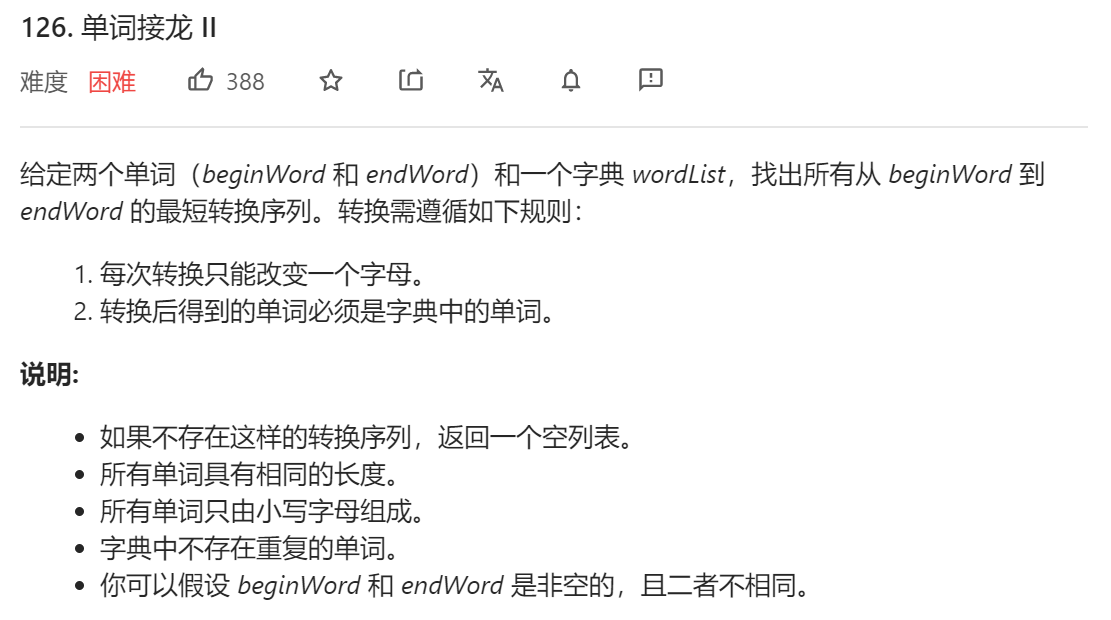 126. 单词接龙 II
难度 困难 388
给定两个单词（beginWord 和 endWord）和一个字典 wordList，找出所有从 beginWord 到
endWord 的最短转换序列。转换需遵循如下规则：
1. 每次转换只能改变一个字母。
2. 转换后得到的单词必须是字典中的单词。
说明:
• 如果不存在这样的转换序列，返回一个空列表。
• 所有单词具有相同的长度。
• 所有单词只由小写字母组成。
• 字典中不存在重复的单词。
• 你可以假设 beginWord 和 endWord 是非空的，且二者不相同。